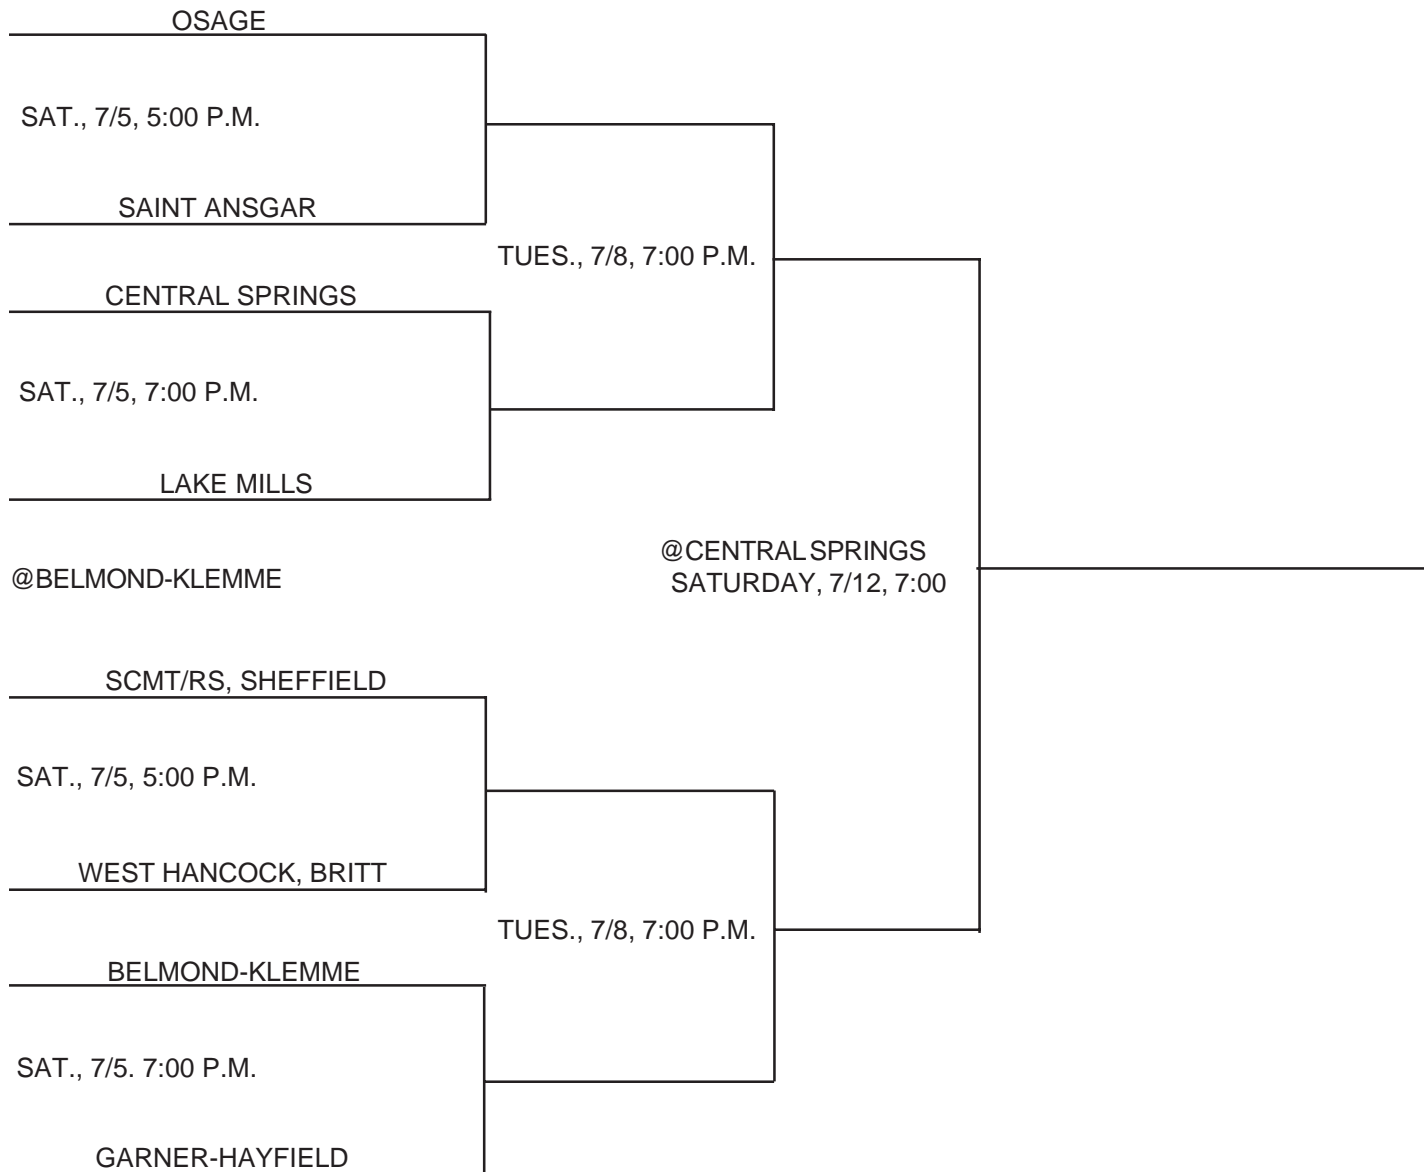 OSAGE
SAT., 7/5, 5:00 P.M.
SAINT ANSGAR
TUES., 7/8, 7:00 P.M.
CENTRAL SPRINGS
SAT., 7/5, 7:00 P.M.
LAKE MILLS
@CENTRAL SPRINGS
SATURDAY, 7/12, 7:00
@BELMOND-KLEMME
SCMT/RS, SHEFFIELD
SAT., 7/5, 5:00 P.M.
WEST HANCOCK, BRITT
TUES., 7/8, 7:00 P.M.
BELMOND-KLEMME
SAT., 7/5. 7:00 P.M.
GARNER-HAYFIELD